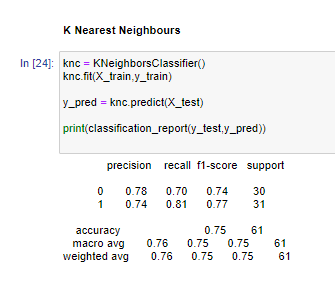 K Nearest Neighbours
In [24]: knc = KNeighborsClassifier()
knc.fit(X_train,y_train)
y_pred = knc.predict(X_test)
print(classification_report(y_test,y_pred))
precision recall f1-score support
0 0.78 0.70 0.74 30
1 0.74 0.81 0.77 31
accuracy 0.75 61
macro avg 0.76 0.75 0.75 61
weighted avg 0.76 0.75 0.75 61